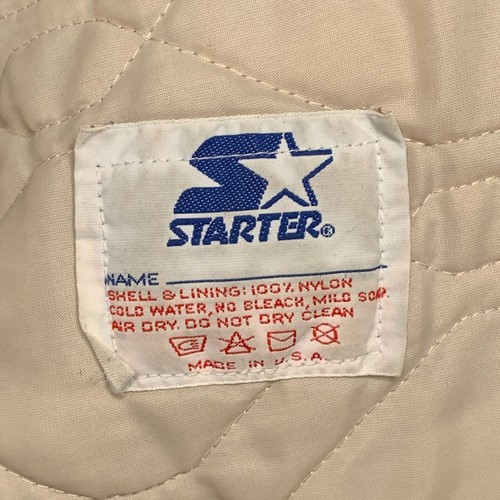 STARTER®
NAME
SHELL & LINING: 100% NYLON
COLD WATER, NO BLEACH, MILD SOAP.
AIR DRY. DO NOT DRY CLEAN
MADE IN U.S.A.